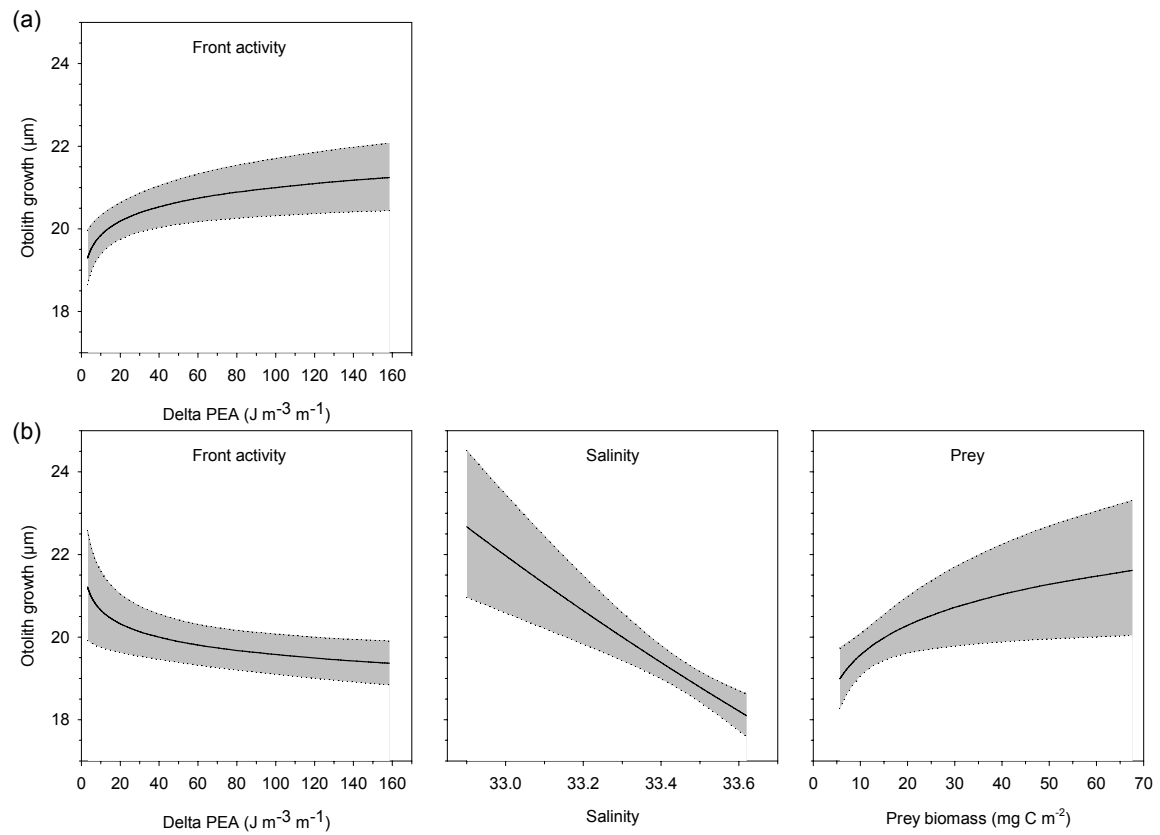 (a)
Front activity
Otolith growth (µm)
24
22
20
18
0 20 40 60 80 100 120 140 160
Delta PEA (J m⁻³ m⁻¹)
(b)
Front activity
Otolith growth (µm)
24
22
20
18
0 20 40 60 80 100 120 140 160
Delta PEA (J m⁻³ m⁻¹)
Salinity
33.0 33.2 33.4 33.6
Salinity
Prey
0 10 20 30 40 50 60 70
Prey biomass (mg C m⁻²)